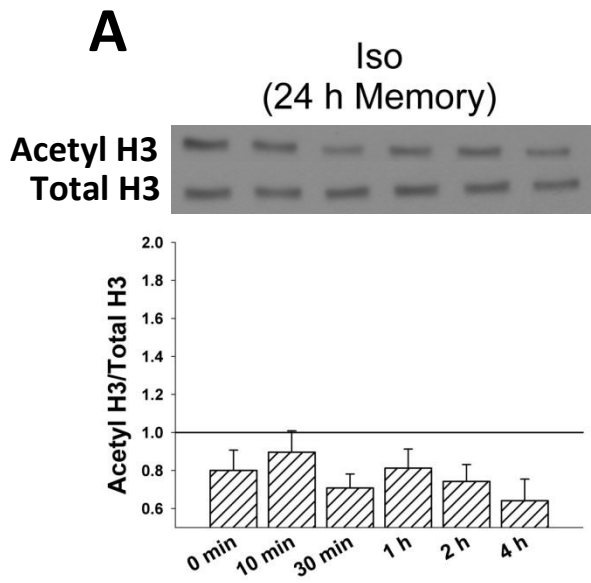 A
Iso
(24 h Memory)
Acetyl H3
Total H3
Acetyl H3/Total H3
2.0
1.8
1.6
1.4
1.2
1.0
0.8
0.6
0 min
10 min
30 min
1 h
2 h
4 h